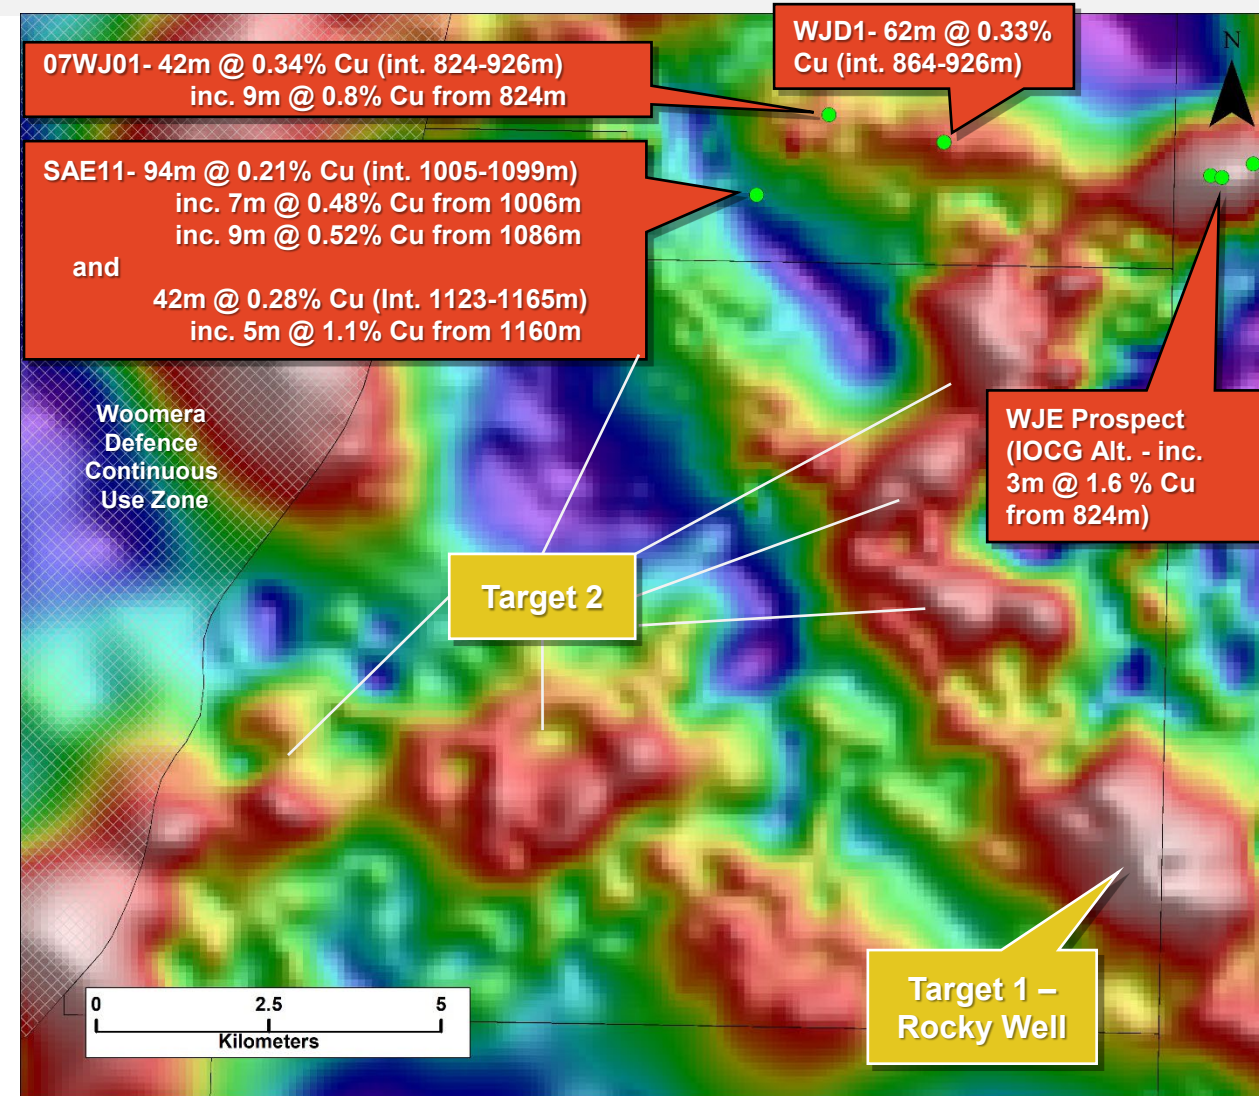 07WJ01- 42m @ 0.34% Cu (int. 824-926m)
inc. 9m @ 0.8% Cu from 824m
WJD1- 62m @ 0.33%
Cu (int. 864-926m)
N
SAE11- 94m @ 0.21% Cu (int. 1005-1099m)
inc. 7m @ 0.48% Cu from 1006m
inc. 9m @ 0.52% Cu from 1086m
and
42m @ 0.28% Cu (Int. 1123-1165m)
inc. 5m @ 1.1% Cu from 1160m
Woomera
Defence
Continuous
Use Zone
WJE Prospect
(IOCG Alt. - inc.
3m @ 1.6 % Cu
from 824m)
Target 2
Target 1 –
Rocky Well
0 2.5 5
Kilometers